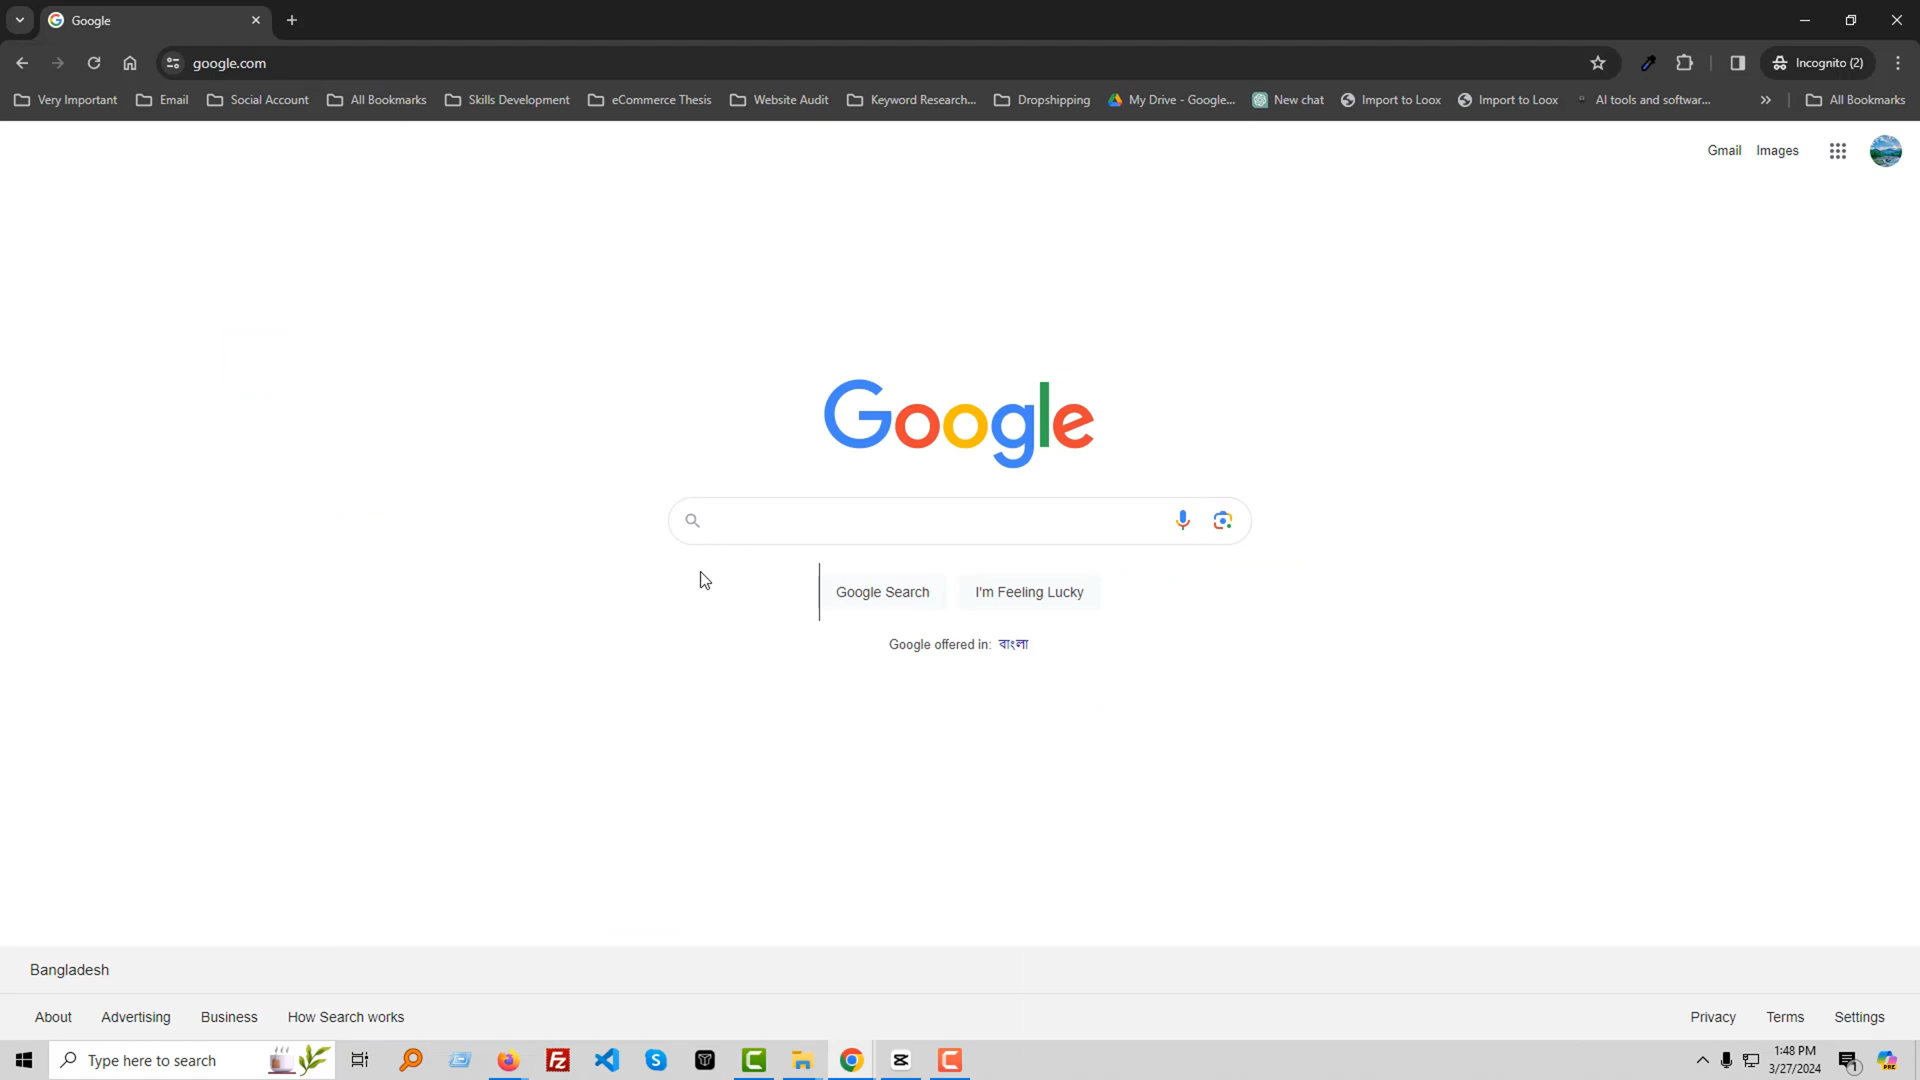 Google
google.com
Incognito (2)
Very Important
Email
Social Account
All Bookmarks
Skills Development
eCommerce Thesis
Website Audit
Keyword Research...
Dropshipping
My Drive - Google...
New chat
Import to Loox
Import to Loox
AI tools and softwar...
All Bookmarks
Gmail
Images
Google
Google Search
I'm Feeling Lucky
Google offered in: বাংলা
Bangladesh
About
Advertising
Business
How Search works
Privacy
Terms
Settings
Type here to search
1:48 PM
3/27/2024
1
PRE